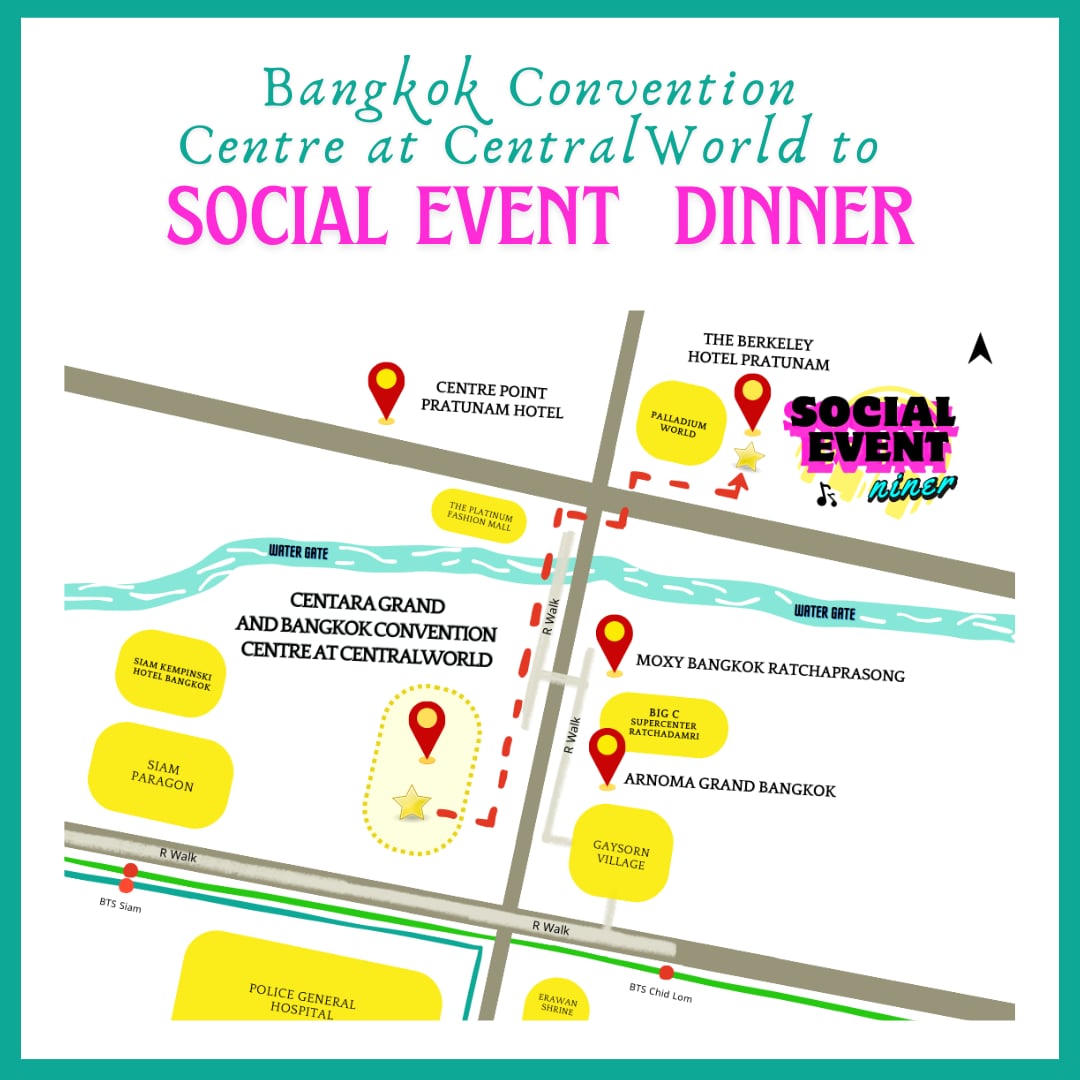 Bangkok Convention
Centre at CentralWorld to
SOCIAL EVENT DINNER
THE BERKELEY
HOTEL PRATUNAM
CENTRE POINT
PRATUNAM HOTEL
PALLADIUM
WORLD
SOCIAL
EVENT
niner
THE PLATINUM
FASHION MALL
WATER GATE
WATER GATE
CENTARA GRAND
AND BANGKOK CONVENTION
CENTRE AT CENTRALWORLD
R Walk
MOXY BANGKOK RATCHAPRASONG
SIAM KEMPINSKI
HOTEL BANGKOK
BIG C
SUPERCENTER
RATCHADAMRI
R Walk
SIAM
PARAGON
ARNOMA GRAND BANGKOK
GAYSORN
VILLAGE
R Walk
BTS Siam
R Walk
BTS Chid Lom
POLICE GENERAL
HOSPITAL
ERAWAN
SHRINE